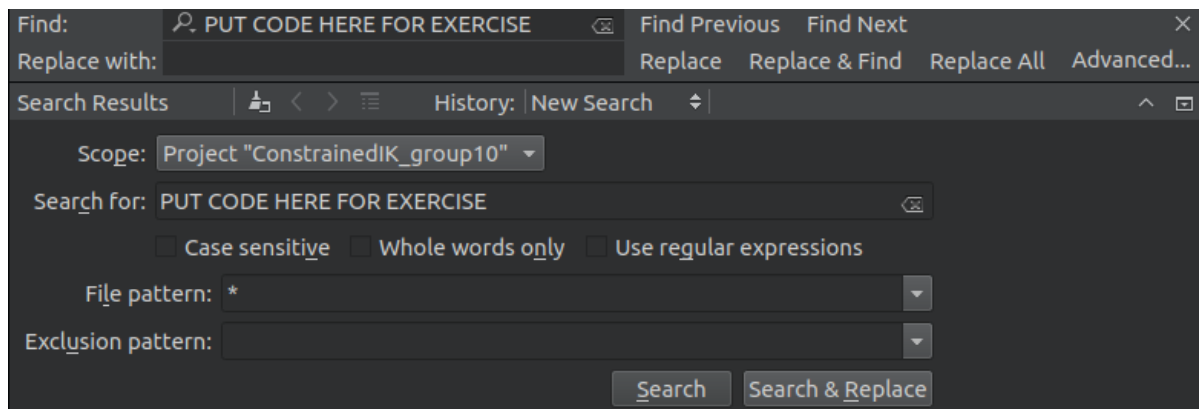 Find: PUT CODE HERE FOR EXERCISE Find Previous Find Next
Replace with: Replace Replace & Find Replace All Advanced...
Search Results History: New Search
Scope: Project "ConstrainedIK_group10"
Search for: PUT CODE HERE FOR EXERCISE
Case sensitive Whole words only Use regular expressions
File pattern: *
Exclusion pattern:
Search Search & Replace